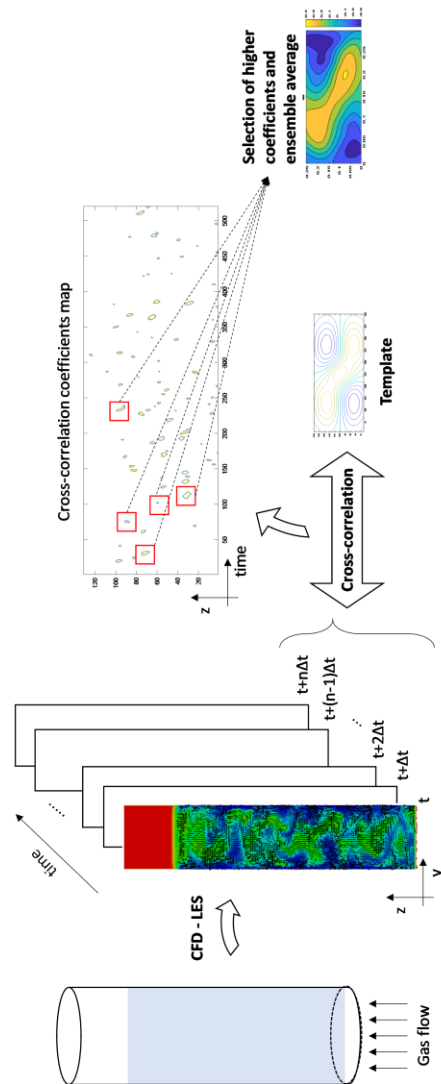 Gas flow
CFD - LES
time
.....
z
y
t
t+Δt
t+2Δt
....
t+(n-1)Δt
t+nΔt
Cross-correlation
Template
Cross-correlation coefficients map
120
100
80
60
40
20
50 100 150 200 250 300 350 400 450 500
z
time
Selection of higher
coefficients and
ensemble average